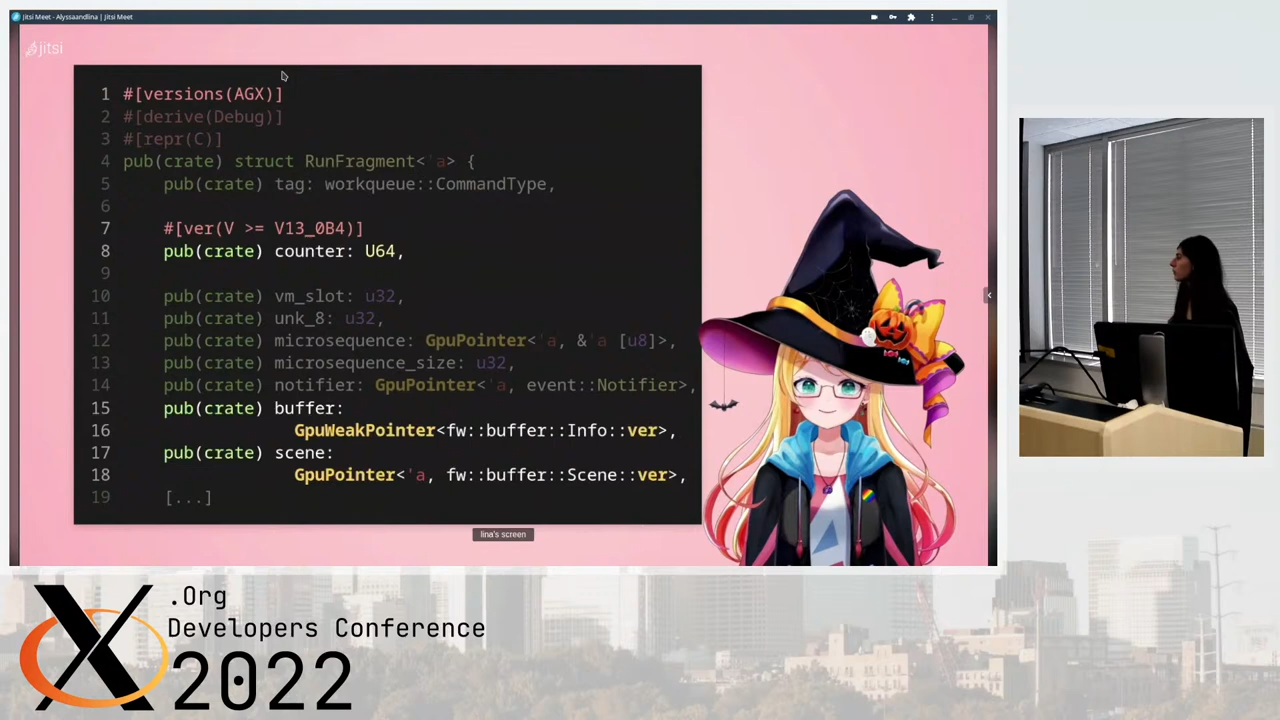 Jitsi Meet - Alyssaandlina | Jitsi Meet
jitsi
1 #[versions(AGX)]
2 #[derive(Debug)]
3 #[repr(C)]
4 pub(crate) struct RunFragment<'a> {
5     pub(crate) tag: workqueue::CommandType,
6
7     #[ver(V >= V13_0B4)]
8     pub(crate) counter: U64,
9
10     pub(crate) vm_slot: u32,
11     pub(crate) unk_8: u32,
12     pub(crate) microsequence: GpuPointer<'a, &'a [u8]>,
13     pub(crate) microsequence_size: u32,
14     pub(crate) notifier: GpuPointer<'a, event::Notifier>,
15     pub(crate) buffer:
16                 GpuWeakPointer<fw::buffer::Info::ver>,
17     pub(crate) scene:
18                 GpuPointer<'a, fw::buffer::Scene::ver>,
19     [...]
lina's screen
X.Org
Developers Conference
2022